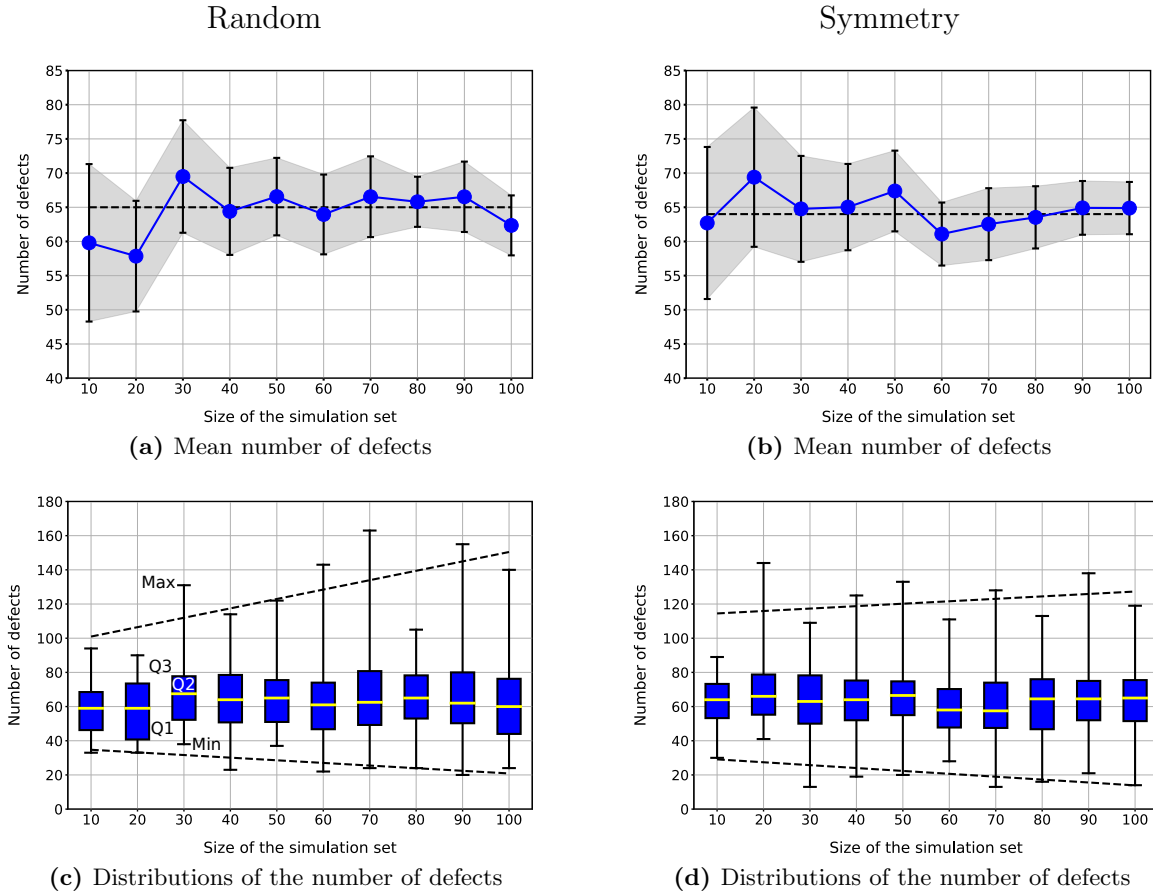 Random
Symmetry
85
80
75
70
65
60
55
50
45
40
Number of defects
10 20 30 40 50 60 70 80 90 100
Size of the simulation set
(a) Mean number of defects
85
80
75
70
65
60
55
50
45
40
Number of defects
10 20 30 40 50 60 70 80 90 100
Size of the simulation set
(b) Mean number of defects
180
160
140
120
100
80
60
40
20
0
Number of defects
Max
Q3
Q2
Q1
Min
10 20 30 40 50 60 70 80 90 100
Size of the simulation set
(c) Distributions of the number of defects
180
160
140
120
100
80
60
40
20
0
Number of defects
10 20 30 40 50 60 70 80 90 100
Size of the simulation set
(d) Distributions of the number of defects